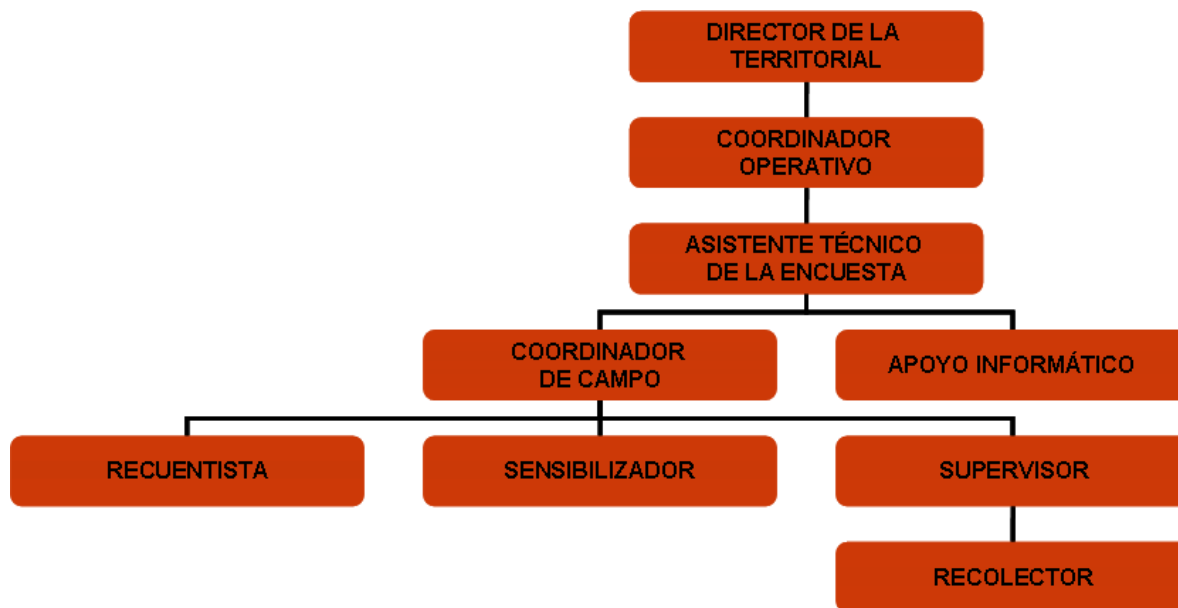 DIRECTOR DE LA
TERRITORIAL
COORDINADOR
OPERATIVO
ASISTENTE TÉCNICO
DE LA ENCUESTA
COORDINADOR
DE CAMPO
APOYO INFORMÁTICO
RECUENTISTA
SENSIBILIZADOR
SUPERVISOR
RECOLECTOR